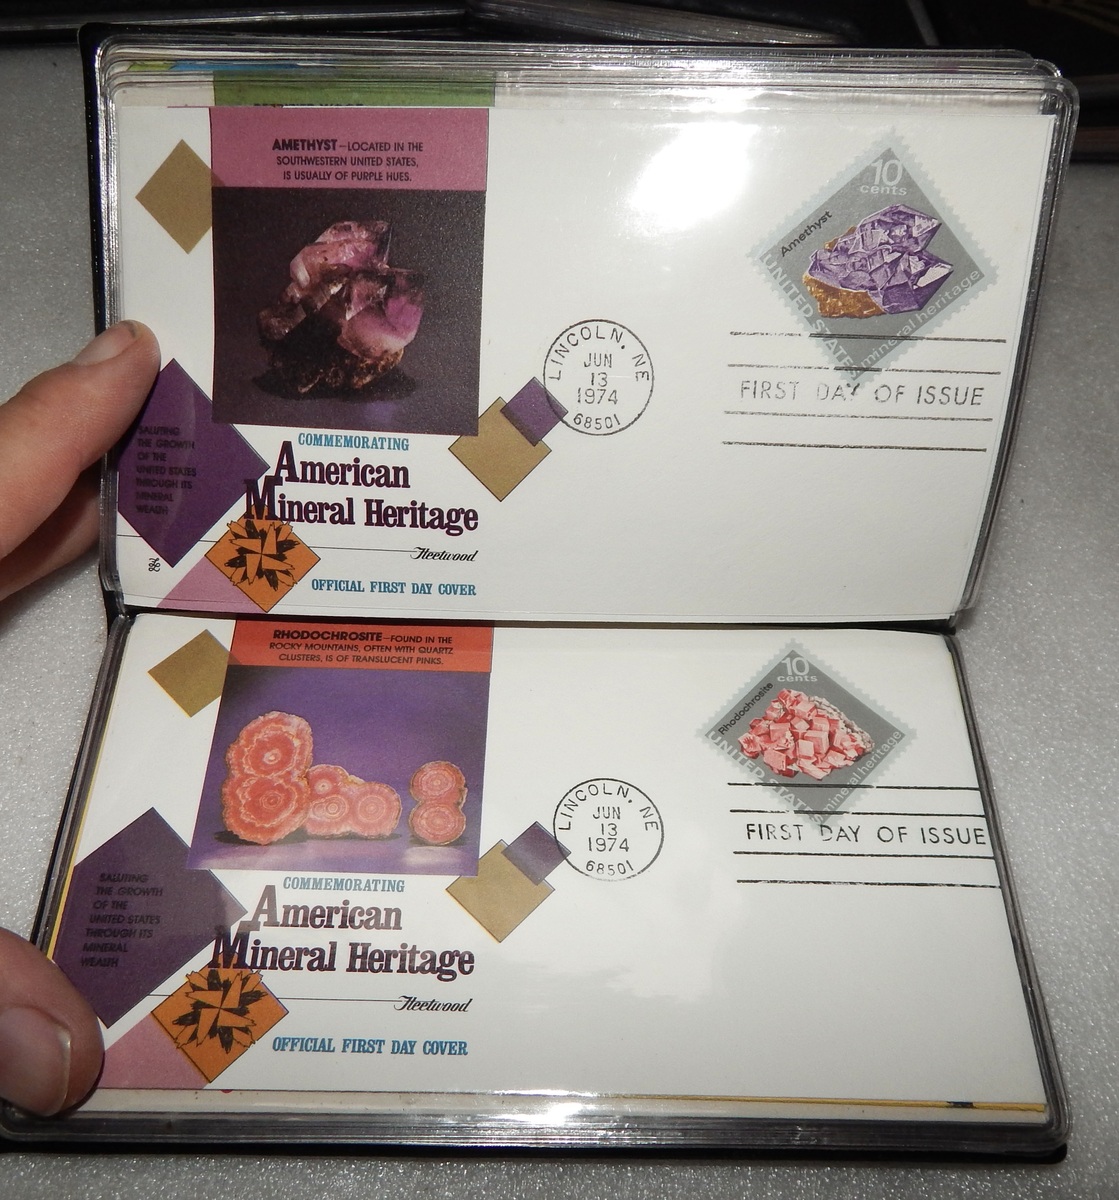 AMETHYST—LOCATED IN THE
SOUTHWESTERN UNITED STATES,
IS USUALLY OF PURPLE HUES.
10
cents
Amethyst
UNITED STATES
mineral heritage
LINCOLN, NE
JUN
13
1974
68501
FIRST DAY OF ISSUE
SALUTING
THE GROWTH
OF THE
UNITED STATES
THROUGH ITS
MINERAL
WEALTH
COMMEMORATING
American
Mineral Heritage
Fleetwood
OFFICIAL FIRST DAY COVER
RHODOCHROSITE—FOUND IN THE
ROCKY MOUNTAINS, OFTEN WITH QUARTZ
CLUSTERS, IS OF TRANSLUCENT PINKS.
10
cents
Rhodochrosite
UNITED STATES
mineral heritage
LINCOLN, NE
JUN
13
1974
68501
FIRST DAY OF ISSUE
SALUTING
THE GROWTH
OF THE
UNITED STATES
THROUGH ITS
MINERAL
WEALTH
COMMEMORATING
American
Mineral Heritage
Fleetwood
OFFICIAL FIRST DAY COVER